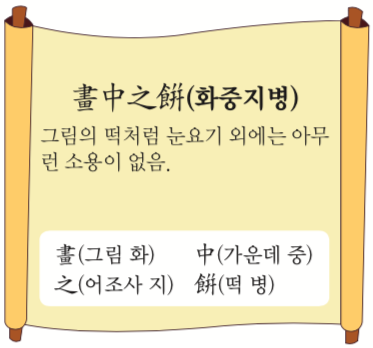 畫中之餠(화중지병)
그림의 떡처럼 눈요기 외에는 아무
런 소용이 없음.
畫(그림 화) 中(가운데 중)
之(어조사 지) 餠(떡 병)